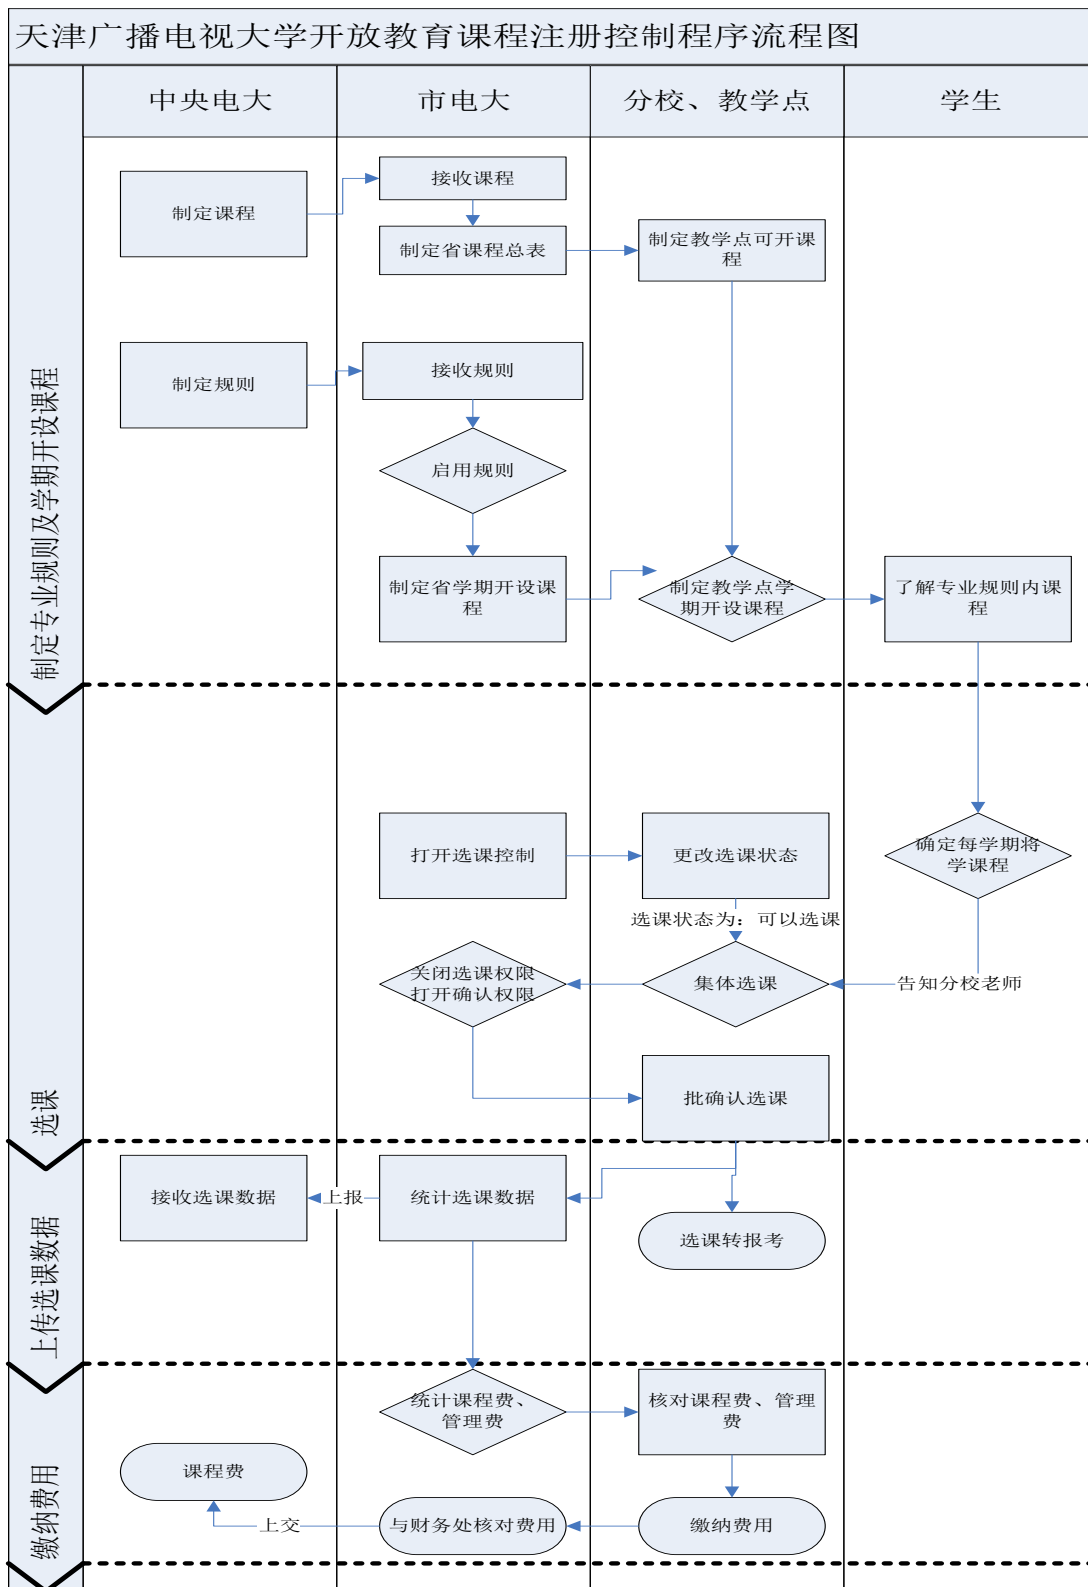 天津广播电视大学开放教育课程注册控制程序流程图
中央电大
市电大
分校、教学点
学生
制定专业规则及学期开设课程
制定课程
接收课程
制定省课程总表
制定教学点可开课
程
制定规则
接收规则
启用规则
制定省学期开设课
程
制定教学点学
期开设课程
了解专业规则内课
程
选课
打开选课控制
更改选课状态
确定每学期将
学课程
选课状态为：可以选课
关闭选课权限
打开确认权限
集体选课
告知分校老师
批确认选课
上传选课数据
接收选课数据
上报
统计选课数据
选课转报考
缴纳费用
统计课程费、
管理费
核对课程费、管理
费
课程费
上交
与财务处核对费用
缴纳费用